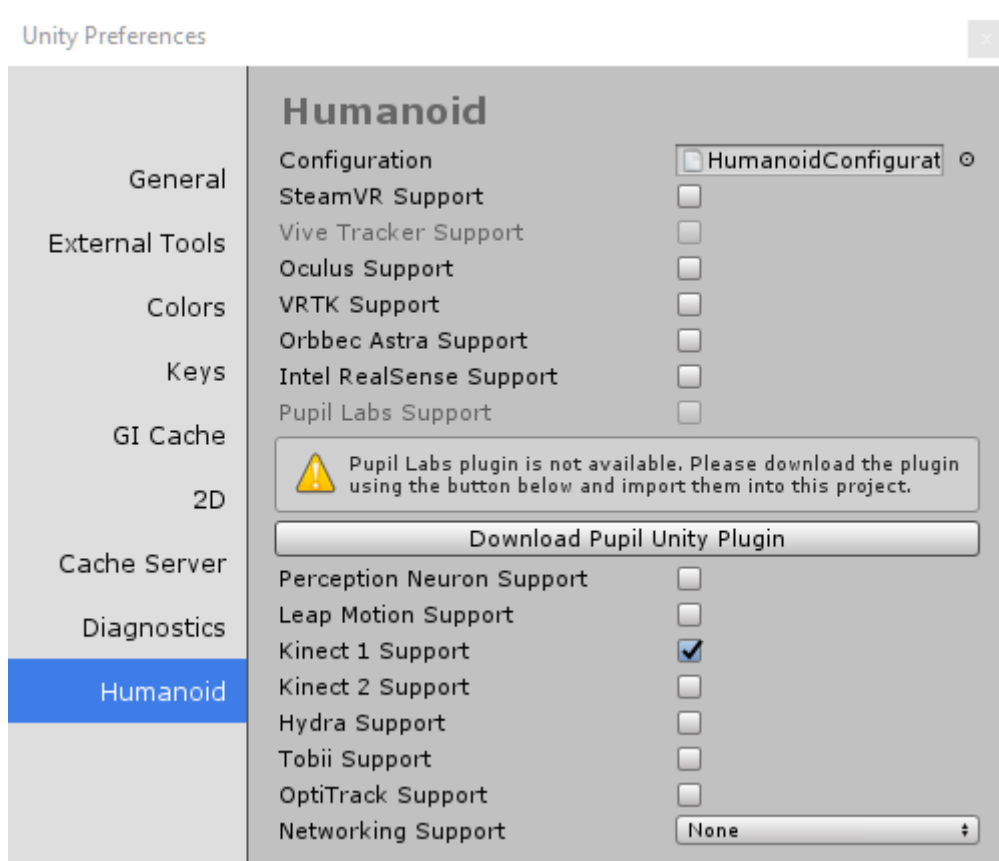 Unity Preferences
x
General
External Tools
Colors
Keys
GI Cache
2D
Cache Server
Diagnostics
Humanoid
Humanoid
Configuration HumanoidConfigurat
SteamVR Support
Vive Tracker Support
Oculus Support
VRTK Support
Orbbec Astra Support
Intel RealSense Support
Pupil Labs Support
Pupil Labs plugin is not available. Please download the plugin
using the button below and import them into this project.
Download Pupil Unity Plugin
Perception Neuron Support
Leap Motion Support
Kinect 1 Support
Kinect 2 Support
Hydra Support
Tobii Support
OptiTrack Support
Networking Support None